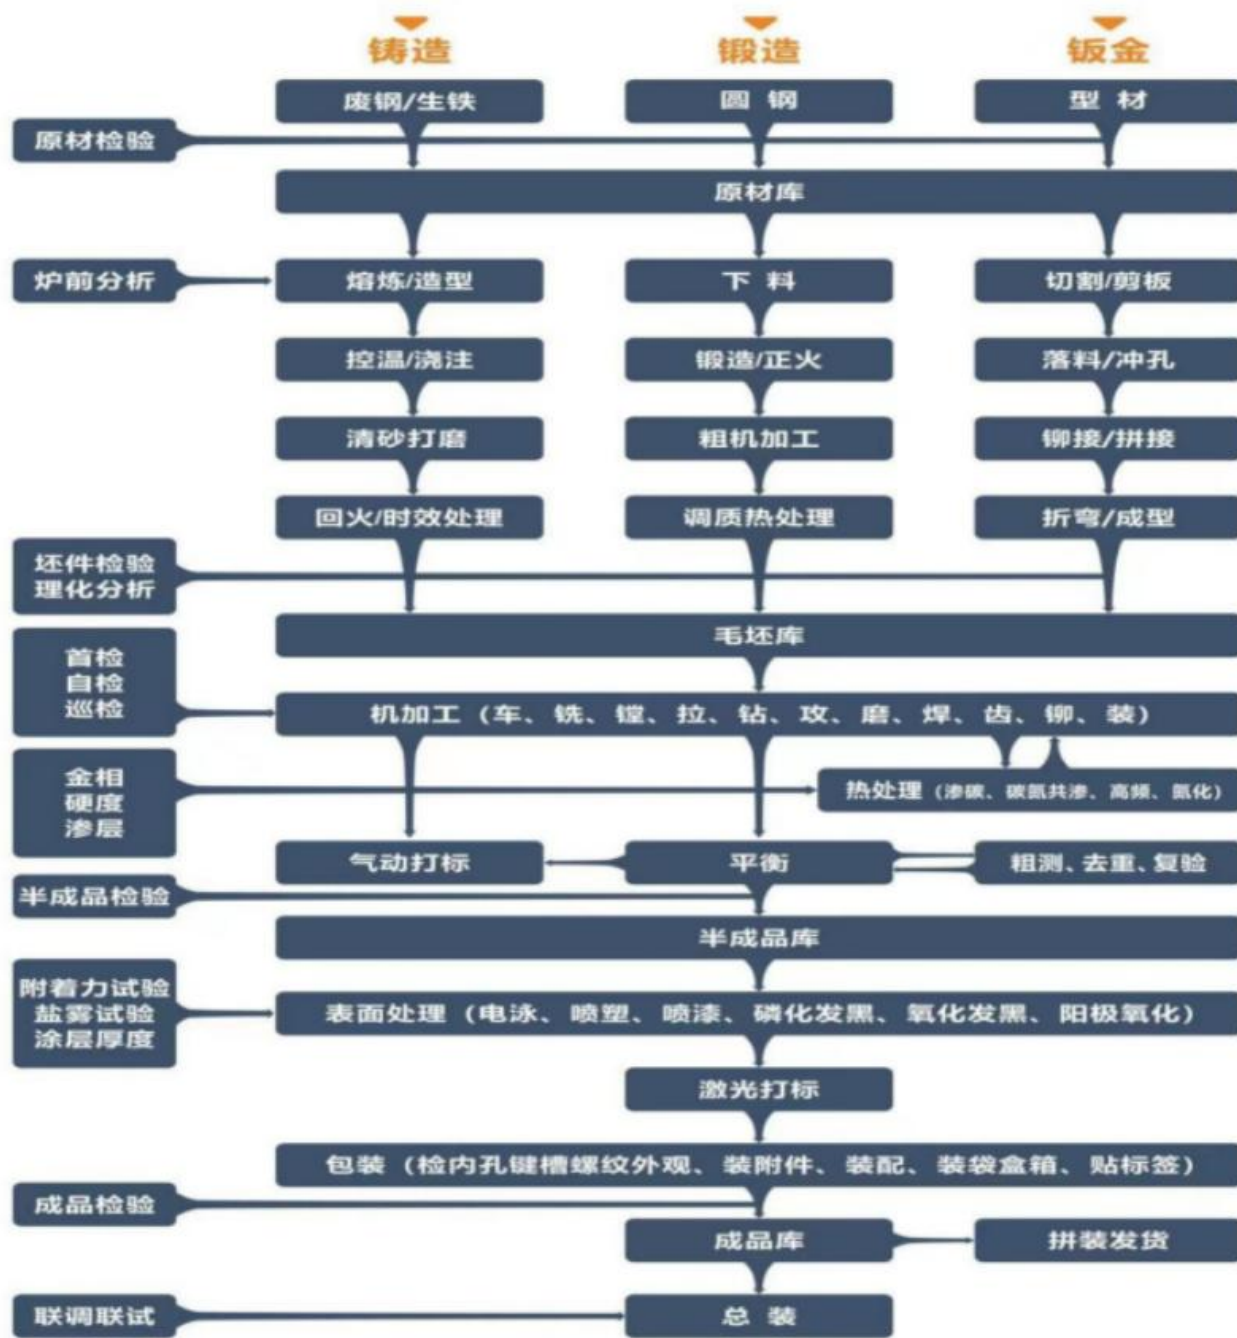 铸造
锻造
钣金
废钢/生铁
圆 钢
型 材
原材检验
原材库
炉前分析
熔炼/造型
下 料
切割/剪板
控温/浇注
锻造/正火
落料/冲孔
清砂打磨
粗机加工
铆接/拼接
回火/时效处理
调质热处理
折弯/成型
坯件检验
理化分析
毛坯库
首检
自检
巡检
机加工（车、铣、镗、拉、钻、攻、磨、焊、齿、铆、装）
金相
硬度
渗层
热处理（渗碳、碳氮共渗、高频、氮化）
气动打标
平衡
粗测、去重、复验
半成品检验
半成品库
附着力试验
盐雾试验
涂层厚度
表面处理（电泳、喷塑、喷漆、磷化发黑、氧化发黑、阳极氧化）
激光打标
包装（检内孔键槽螺纹外观、装附件、装配、装袋盒箱、贴标签）
成品检验
成品库
拼装发货
联调联试
总 装